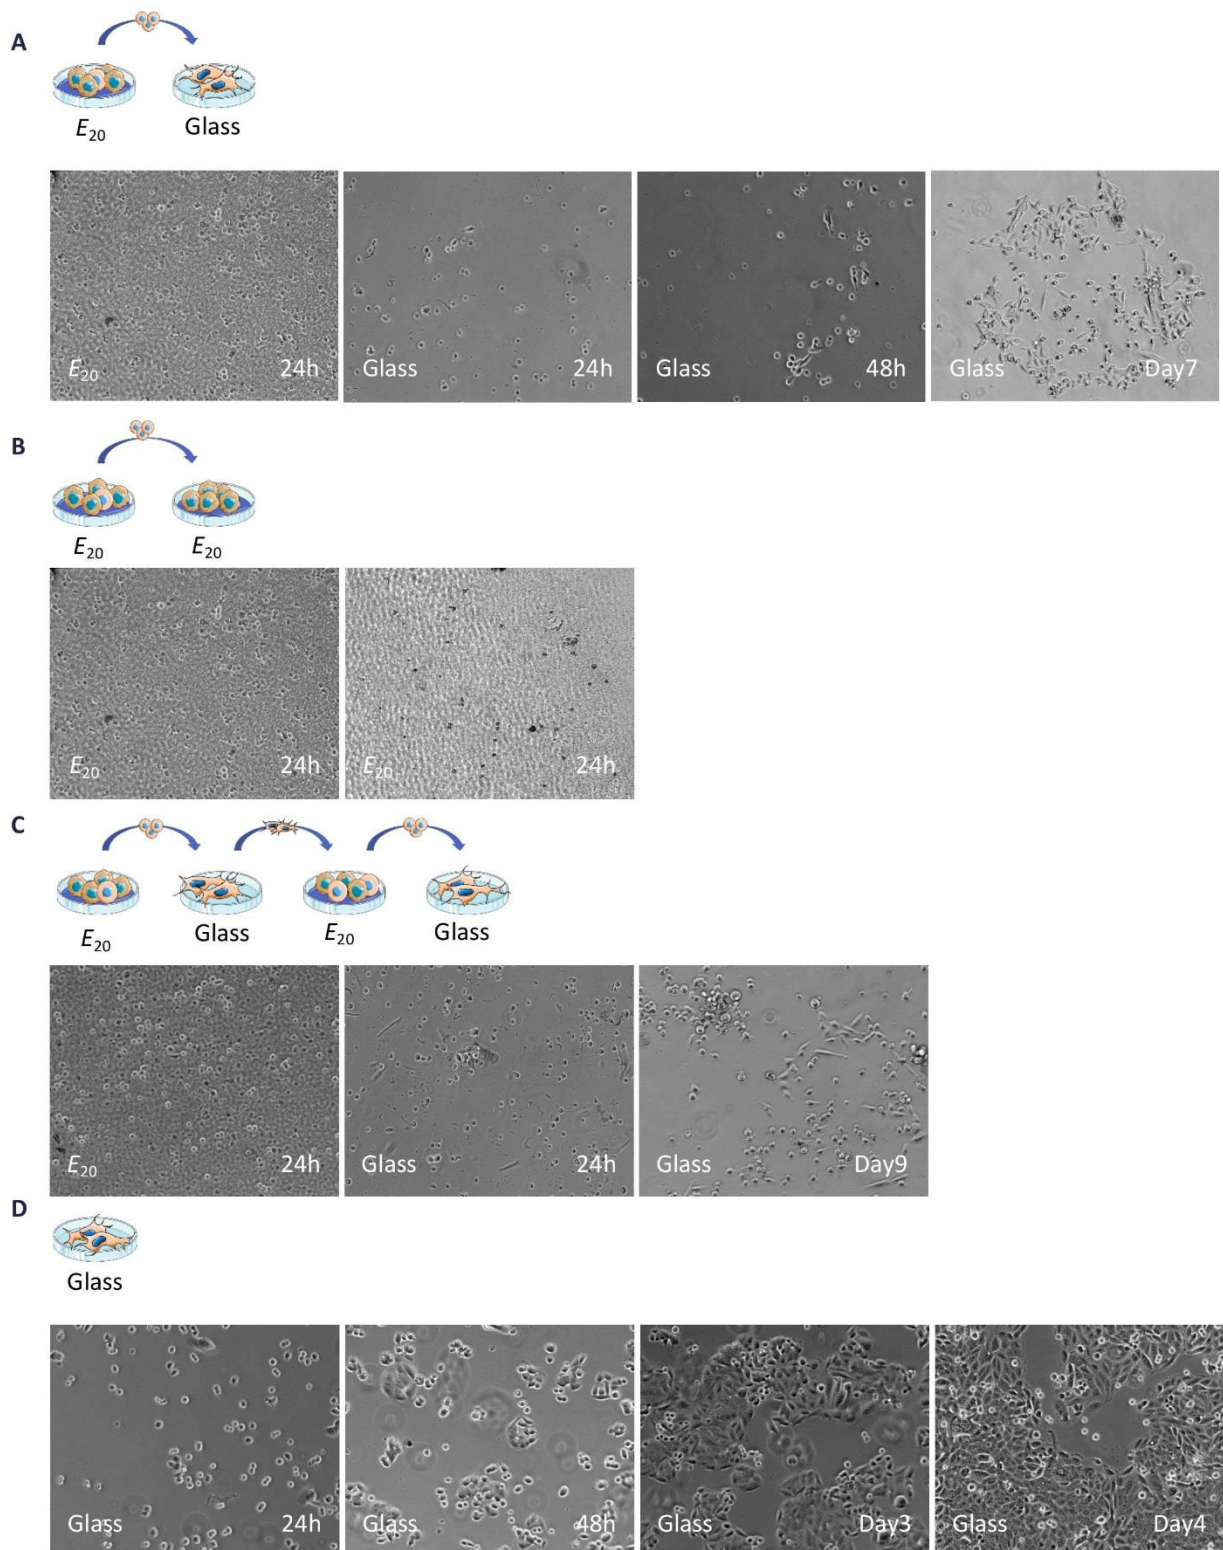 A
E20
Glass
E20 24h
Glass 24h
Glass 48h
Glass Day7
B
E20
E20
E20 24h
E20 24h
C
E20
Glass
E20
Glass
E20 24h
Glass 24h
Glass Day9
D
Glass
Glass 24h
Glass 48h
Glass Day3
Glass Day4